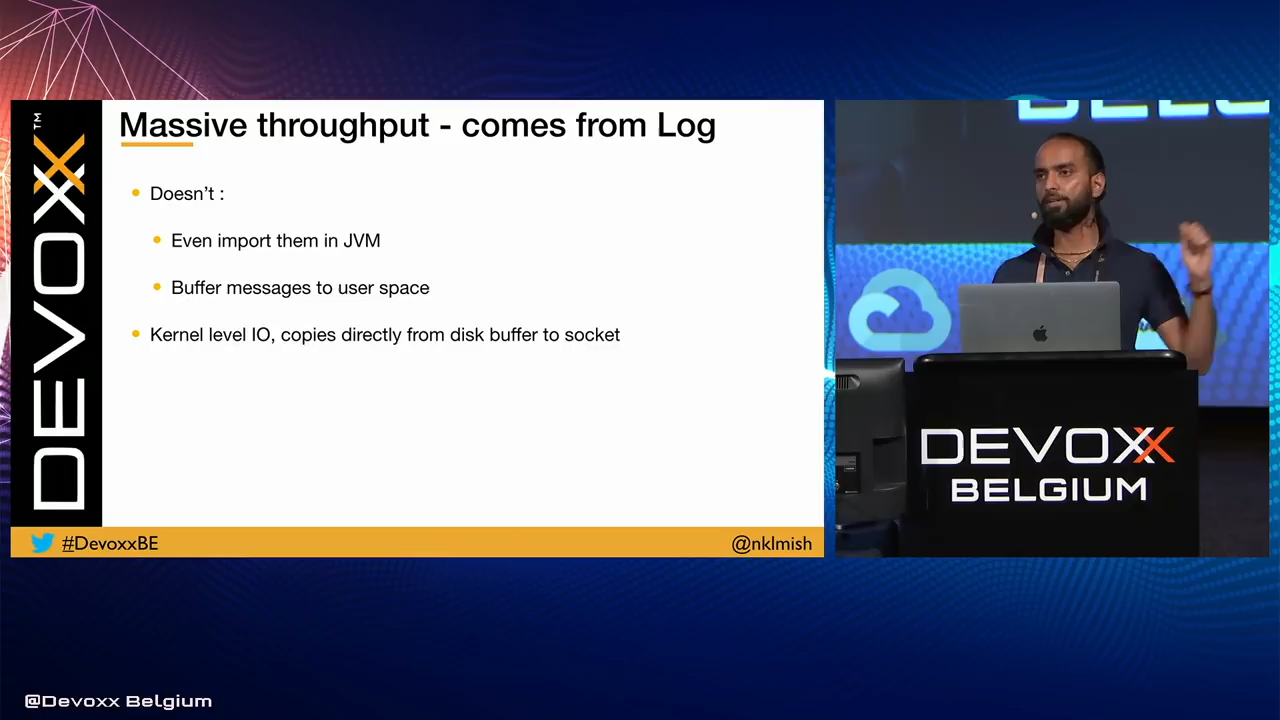 DEVOXX™
Massive throughput - comes from Log
Doesn't :
Even import them in JVM
Buffer messages to user space
Kernel level IO, copies directly from disk buffer to socket
#DevoxxBE
@nklmish
DEVOXX
BELGIUM
@Devoxx Belgium